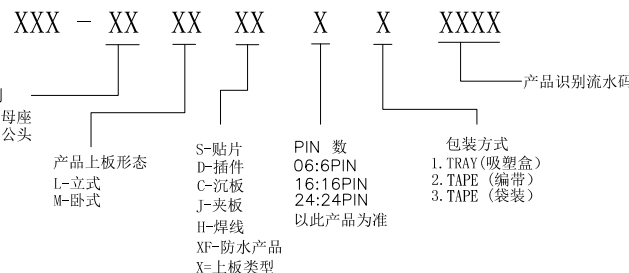 XXX - XX XX XX X X XXXX
产品识别流水码
母座
公头
产品上板形态
L-立式
M-卧式
S-贴片
D-插件
C-沉板
J-夹板
H-焊线
XF-防水产品
X=上板类型
PIN 数
06:6PIN
16:16PIN
24:24PIN
以此产品为准
包装方式
1.TRAY(吸塑盒)
2.TAPE (编带)
3.TAPE (袋装)